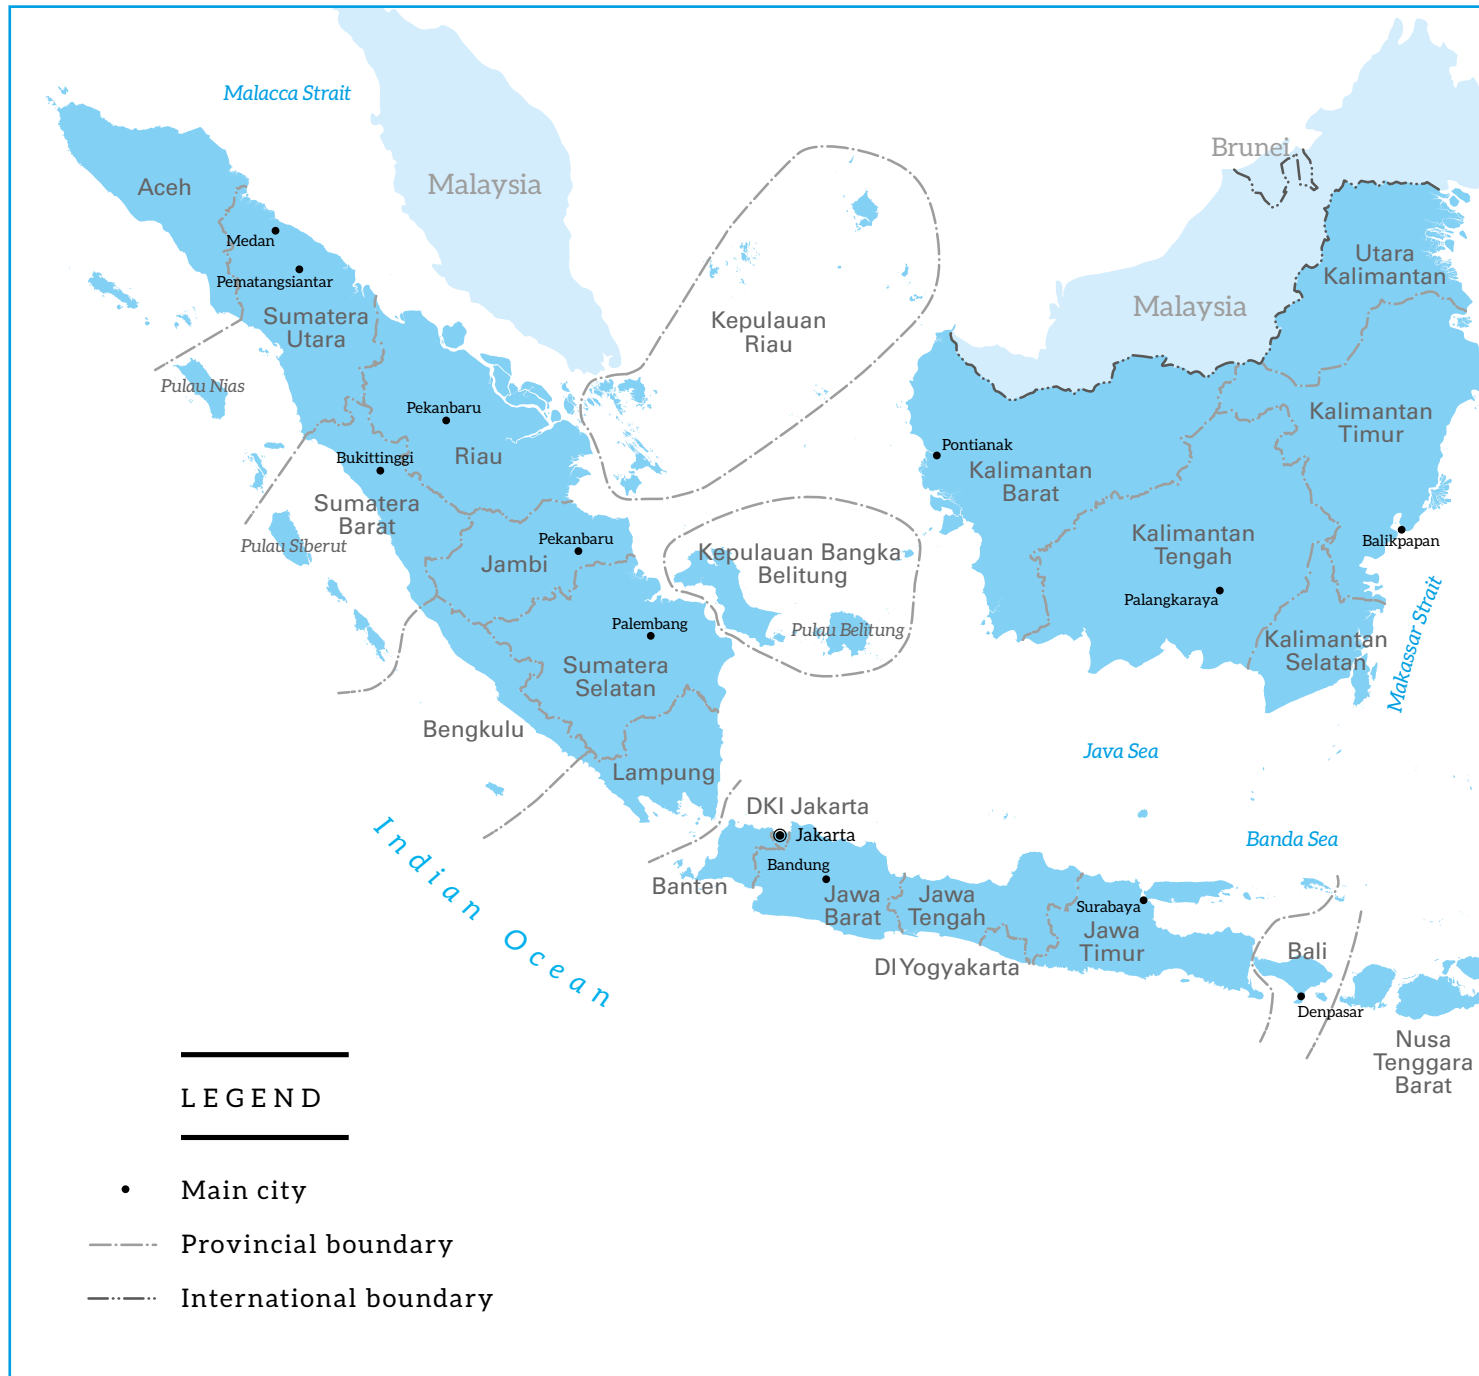 Malacca Strait
Brunei
Malaysia
Aceh
Medan
Pematangsiantar
Sumatera
Utara
Kepulauan
Riau
Malaysia
Utara
Kalimantan
Pulau Nias
Pekanbaru
Riau
Bukittinggi
Sumatera
Barat
Pulau Siberut
Pontianak
Kalimantan
Barat
Kalimantan
Timur
Kalimantan
Tengah
Balikpapan
Palangkaraya
Kalimantan
Selatan
Makassar Strait
Pekanbaru
Jambi
Kepulauan Bangka
Belitung
Pulau Belitung
Palembang
Sumatera
Selatan
Bengkulu
Lampung
Java Sea
Banda Sea
Indian Ocean
DKI Jakarta
Jakarta
Banten
Bandung
Jawa
Barat
Jawa
Tengah
DI Yogyakarta
Surabaya
Jawa
Timur
Bali
Denpasar
Nusa
Tenggara
Barat
LEGEND
Main city
Provincial boundary
International boundary